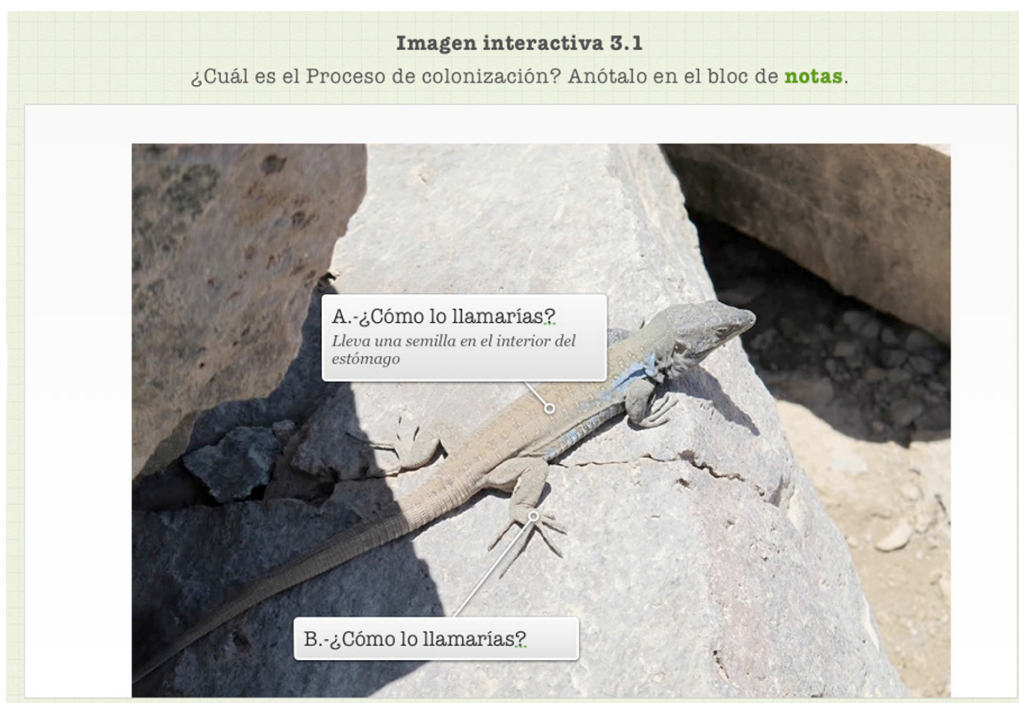 Imagen interactiva 3.1
¿Cuál es el Proceso de colonización? Anótalo en el bloc de notas.
A.-¿Cómo lo llamarías?
Lleva una semilla en el interior del
estómago
B.-¿Cómo lo llamarías?